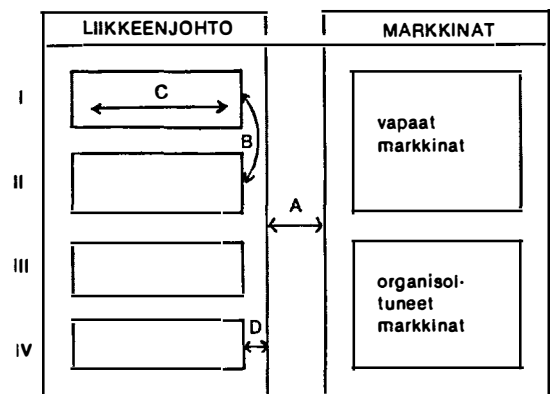 LIIKKEENJOHTO
MARKKINAT
I
C
vapaat
markkinat
B
II
A
III
organisoi-
tuneet
markkinat
D
IV